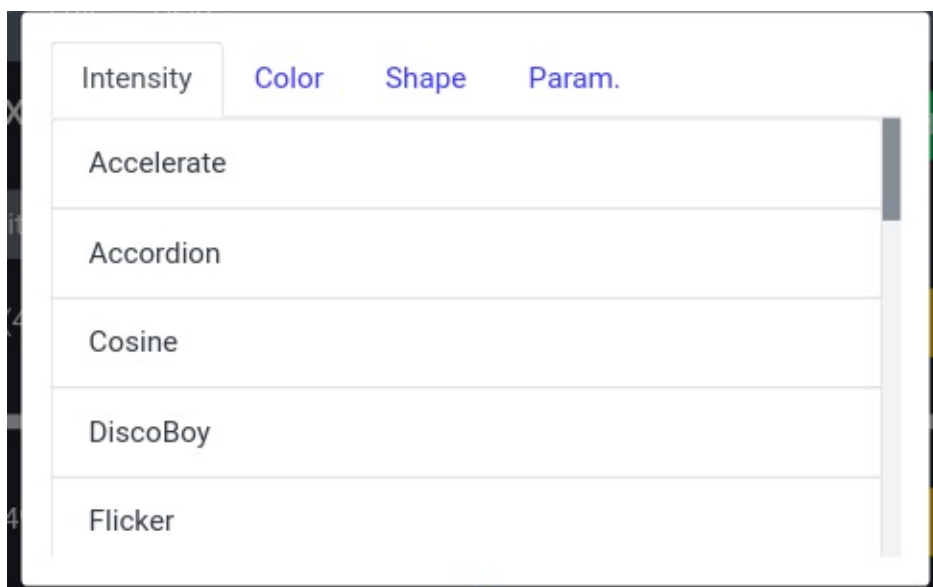 Intensity Color Shape Param.
Accelerate
Accordion
Cosine
DiscoBoy
Flicker